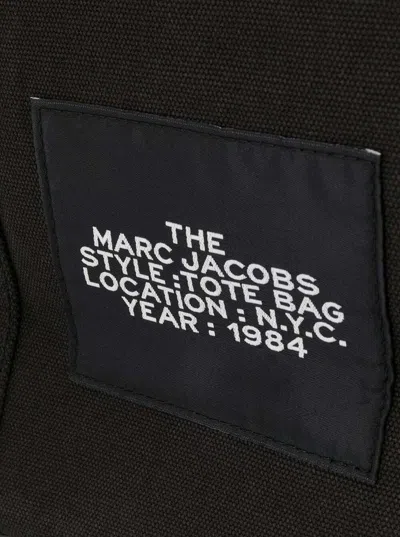 THE
MARC JACOBS
STYLE :TOTE BAG
LOCATION : N.Y.C.
YEAR : 1984